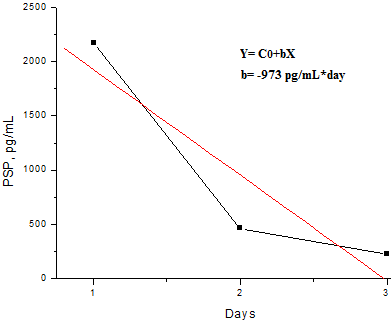 2500
2000
1500
1000
500
0
PSP, pg/mL
Y= C0+bX
b= -973 pg/mL*day
1
2
3
Days